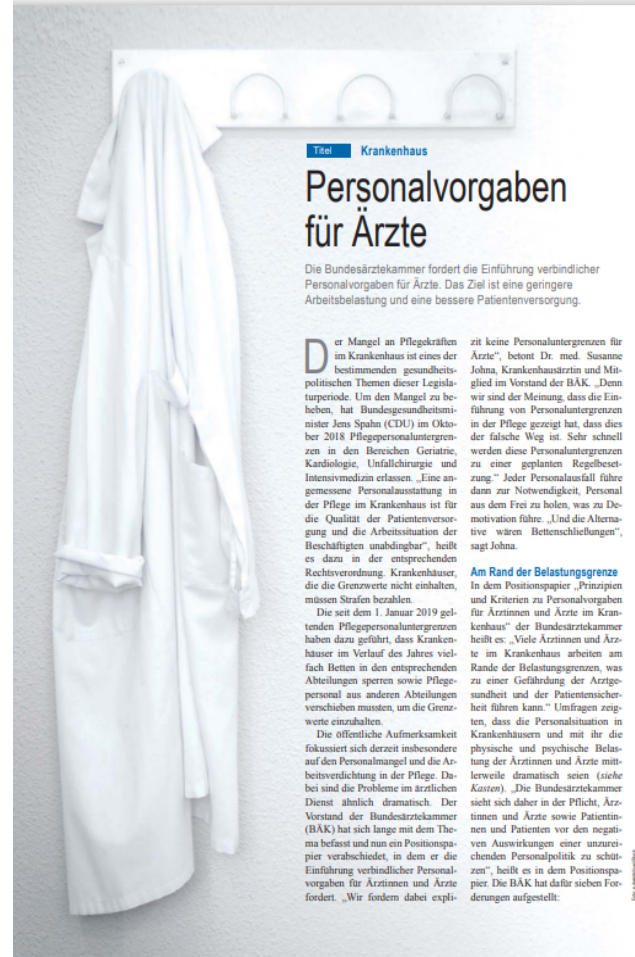 Titel Krankenhaus
Personalvorgaben
für Ärzte
Die Bundesärztekammer fordert die Einführung verbindlicher
Personalvorgaben für Ärzte. Das Ziel ist eine geringere
Arbeitsbelastung und eine bessere Patientenversorgung.
Der Mangel an Pflegekräften
im Krankenhaus ist eines der
bestimmenden gesundheits-
politischen Themen dieser Legisla-
turperiode. Um den Mangel zu be-
heben, hat Bundesgesundheitsmi-
nister Jens Spahn (CDU) im Okto-
ber 2018 Pflegepersonaluntergren-
zen in den Bereichen Geriatrie,
Kardiologie, Unfallchirurgie und
Intensivmedizin erlassen. „Eine an-
gemessene Personalausstattung in
der Pflege im Krankenhaus ist für
die Qualität der Patientenversor-
gung und die Arbeitssituation der
Beschäftigten unabdingbar“, heißt
es dazu in der entsprechenden
Rechtsverordnung. Krankenhäuser,
die die Grenzwerte nicht einhalten,
müssen Strafen bezahlen.
Die seit dem 1. Januar 2019 gel-
tenden Pflegepersonaluntergrenzen
haben dazu geführt, dass Kranken-
häuser im Verlauf des Jahres viel-
fach Betten in den entsprechenden
Abteilungen sperren sowie Pflege-
personal aus anderen Abteilungen
verschieben mussten, um die Grenz-
werte einzuhalten.
Die öffentliche Aufmerksamkeit
fokussiert sich derzeit insbesondere
auf den Personalmangel und die Ar-
beitsverdichtung in der Pflege. Da-
bei sind die Probleme im ärztlichen
Dienst ähnlich dramatisch. Der
Vorstand der Bundesärztekammer
(BÄK) hat sich lange mit dem The-
ma befasst und nun ein Positionspa-
pier verabschiedet, in dem er die
Einführung verbindlicher Personal-
vorgaben für Ärztinnen und Ärzte
fordert. „Wir fordern dabei expli-
zit keine Personaluntergrenzen für
Ärzte“, betont Dr. med. Susanne
Johna, Krankenhausärztin und Mit-
glied im Vorstand der BÄK. „Denn
wir sind der Meinung, dass die Ein-
führung von Personaluntergrenzen
in der Pflege gezeigt hat, dass dies
der falsche Weg ist. Sehr schnell
werden diese Personaluntergrenzen
zu einer geplanten Regelbeset-
zung.“ Jeder Personalausfall führe
dann zur Notwendigkeit, Personal
aus dem Frei zu holen, was zu De-
motivation führe. „Und die Alterna-
tive wären Bettenschließungen“,
sagt Johna.
Am Rand der Belastungsgrenze
In dem Positionspapier „Prinzipien
und Kriterien zu Personalvorgaben
für Ärztinnen und Ärzte im Kran-
kenhaus“ der Bundesärztekammer
heißt es: „Viele Ärztinnen und Ärz-
te im Krankenhaus arbeiten am
Rande der Belastungsgrenzen, was
zu einer Gefährdung der Arztge-
sundheit und der Patientensicher-
heit führen kann.“ Umfragen zeig-
ten, dass die Personalsituation in
Krankenhäusern und mit ihr die
physische und psychische Belas-
tung der Ärztinnen und Ärzte mitt-
lerweile dramatisch seien (siehe
Kasten). „Die Bundesärztekammer
sieht sich daher in der Pflicht, Ärz-
tinnen und Ärzte sowie Patientin-
nen und Patienten vor den negati-
ven Auswirkungen einer unzurei-
chenden Personalpolitik zu schüt-
zen“, heißt es in dem Positionspa-
pier. Die BÄK hat dafür sieben For-
derungen aufgestellt: